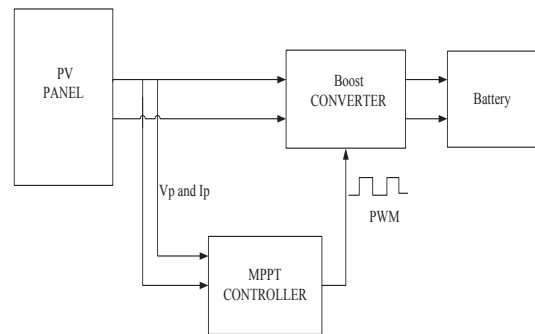 PV
PANEL
Boost
CONVERTER
Battery
Vp and Ip
PWM
MPPT
CONTROLLER